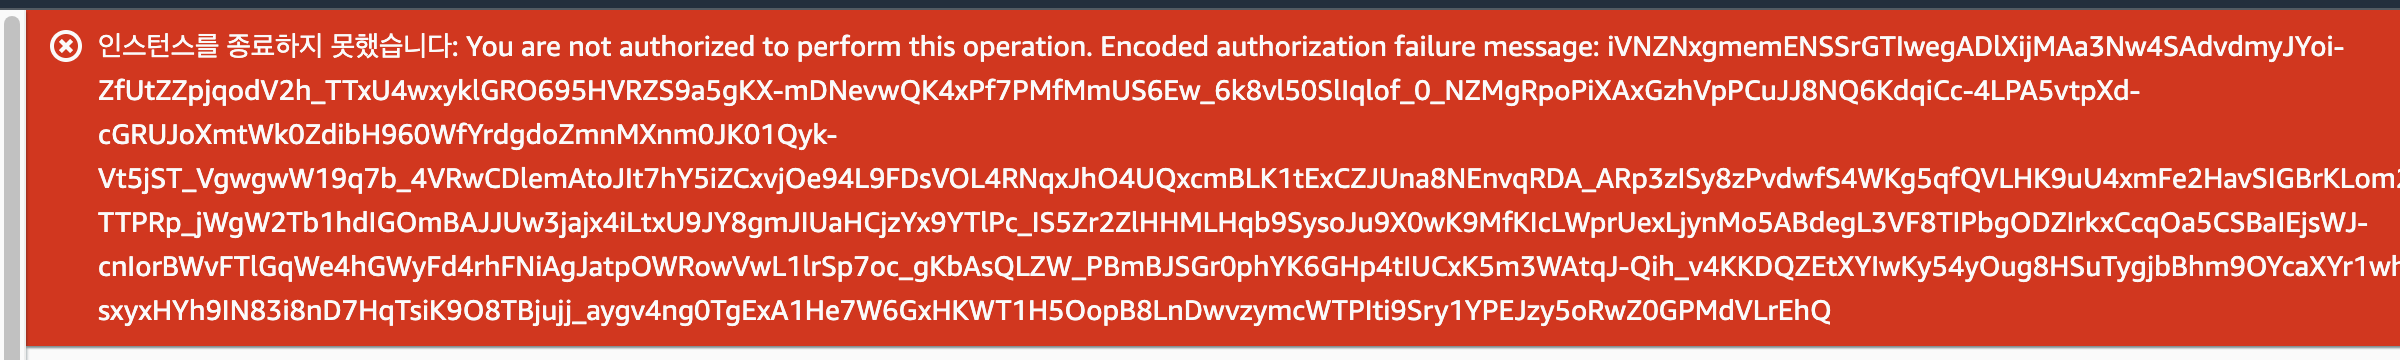 인스턴스를 종료하지 못했습니다: You are not authorized to perform this operation. Encoded authorization failure message: iVNZNxgmemENSSrGTIwegADlXijMAa3Nw4SAdvdmyJYoi-
ZfUtZZpjqodV2h_TTxU4wxyklGRO695HVRZS9a5gKX-mDNevwQK4xPf7PMfMmUS6Ew_6k8vl50SlIqlof_0_NZMgRpoPiXAxGzhVpPCuJJ8NQ6KdqiCc-4LPA5vtpXd-
cGRUJoXmtWk0ZdibH960WfYrdgdoZmnMXnm0JK01Qyk-
Vt5jST_VgwgwW19q7b_4VRwCDlemAtoJIt7hY5iZCxvjOe94L9FDsVOL4RNqxJhO4UQxcmBLK1tExCZJUna8NEnvqRDA_ARp3zISy8zPvdwfS4WKg5qfQVLHK9uU4xmFe2HavSIGBrKLom
TTPRp_jWgW2Tb1hdIGOmBAJJUw3jajx4iLtxU9JY8gmJIUaHCjzYx9YTlPc_IS5Zr2ZlHHMLHqb9SysoJu9X0wK9MfKIcLWprUexLjynMo5ABdegL3VF8TIPbgODZIrkxCcqOa5CSBaIEjsWJ-
cnIorBWvFTlGqWe4hGWyFd4rhFNiAgJatpOWRowVwL1lrSp7oc_gKbAsQLZW_PBmBJSGr0phYK6GHp4tIUCxK5m3WAtqJ-Qih_v4KKDQZEtXYIwKy54yOug8HSuTygjbBhm9OYcaXYr1w
sxyxHYh9IN83i8nD7HqTsiK9O8TBjujj_aygv4ng0TgExA1He7W6GxHKWT1H5OopB8LnDwvzymcWTPIti9Sry1YPEJzy5oRwZ0GPMdVLrEhQ